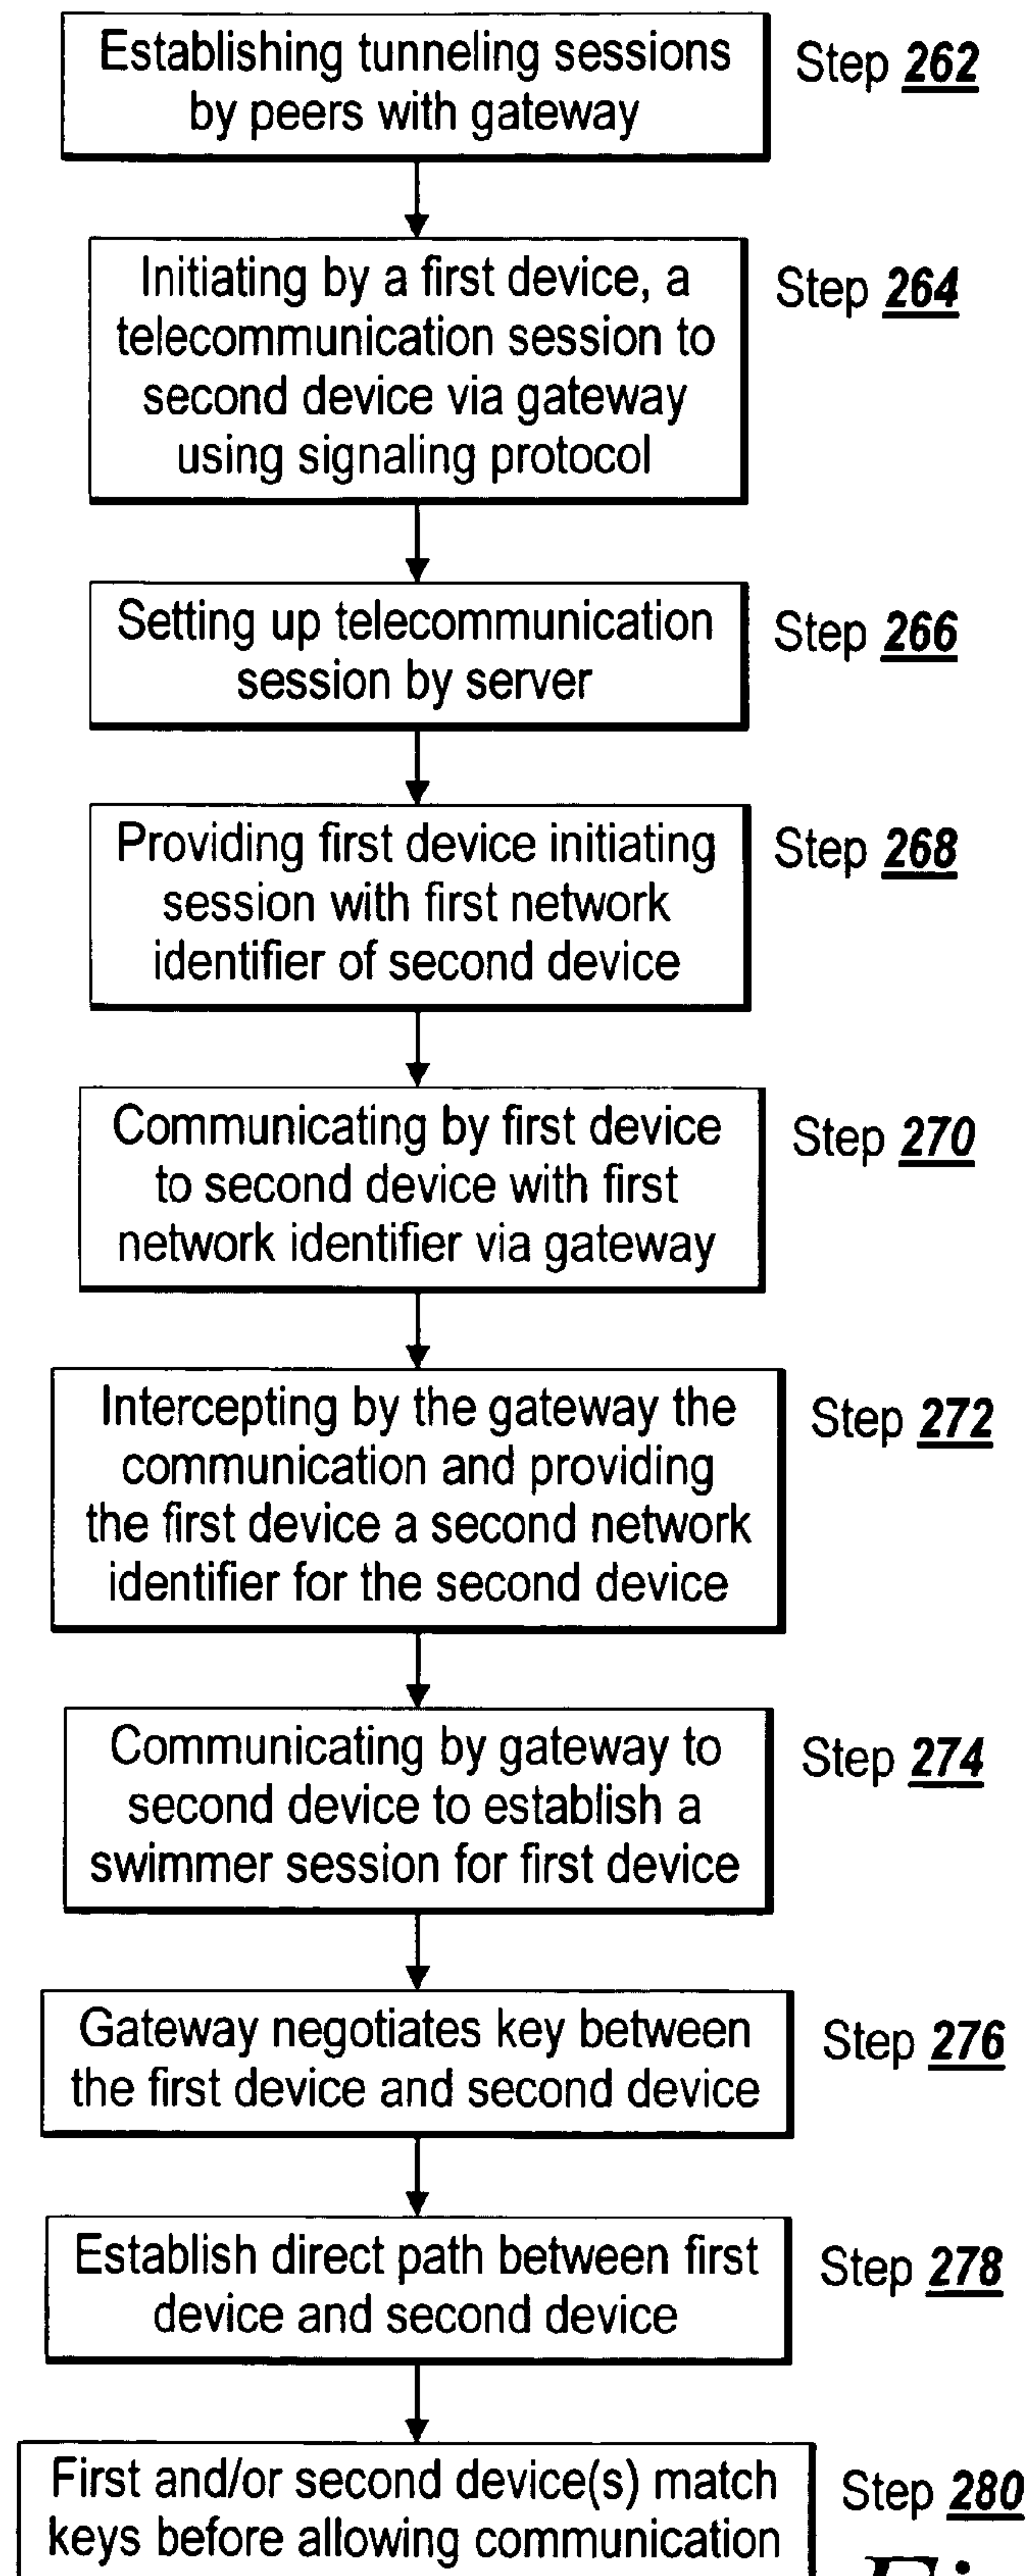 Establishing tunneling sessions
by peers with gateway
Step 262
Initiating by a first device, a
telecommunication session to
second device via gateway
using signaling protocol
Step 264
Setting up telecommunication
session by server
Step 266
Providing first device initiating
session with first network
identifier of second device
Step 268
Communicating by first device
to second device with first
network identifier via gateway
Step 270
Intercepting by the gateway the
communication and providing
the first device a second network
identifier for the second device
Step 272
Communicating by gateway to
second device to establish a
swimmer session for first device
Step 274
Gateway negotiates key between
the first device and second device
Step 276
Establish direct path between first
device and second device
Step 278
First and/or second device(s) match
keys before allowing communication
Step 280